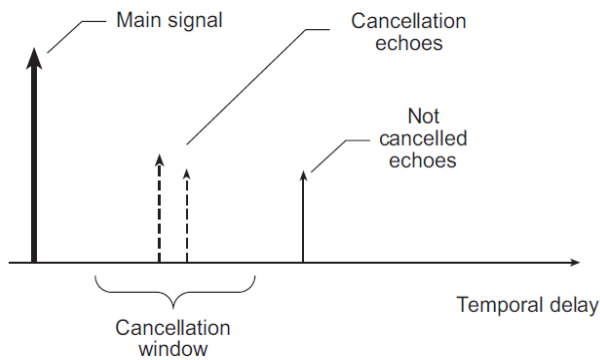 Main signal
Cancellation
echoes
Not
cancelled
echoes
Temporal delay
Cancellation
window